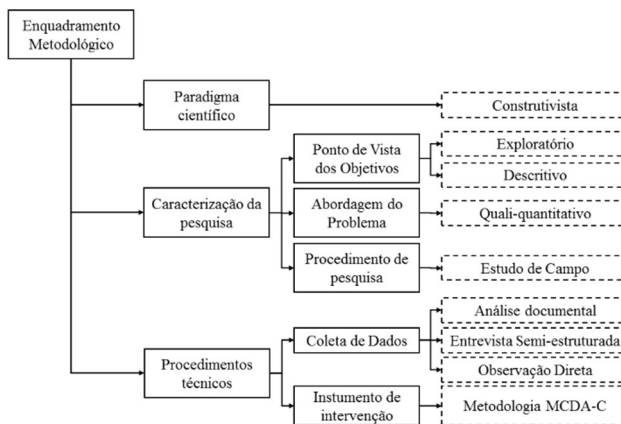 Enquadramento
Metodológico
Paradigma
científico
Construtivista
Caracterização da
pesquisa
Ponto de Vista
dos Objetivos
Exploratório
Descritivo
Abordagem do
Problema
Quali-quantitativo
Procedimento de
pesquisa
Estudo de Campo
Procedimentos
técnicos
Coleta de Dados
Análise documental
Entrevista Semi-estruturada
Observação Direta
Instumento de
intervenção
Metodologia MCDA-C